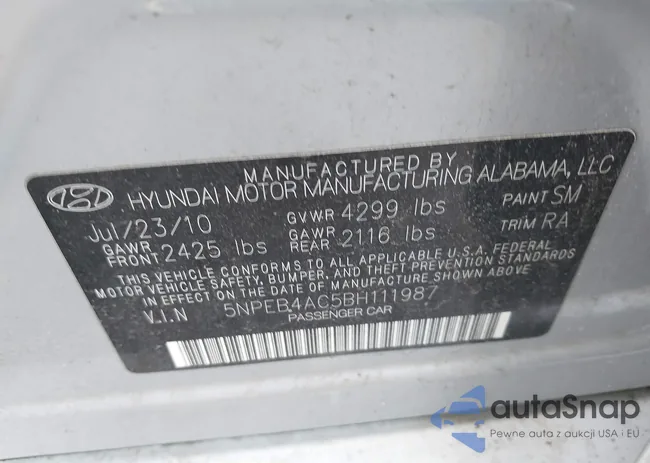 MANUFACTURED BY
HYUNDAI MOTOR MANUFACTURING ALABAMA, LLC
Jul/23/10 GVWR 4299 lbs PAINT SM
GAWR FRONT 2425 lbs GAWR REAR 2116 lbs TRIM RA
THIS VEHICLE CONFORMS TO ALL APPLICABLE U.S.A. FEDERAL
MOTOR VEHICLE SAFETY, BUMPER, AND THEFT PREVENTION STANDARDS
IN EFFECT ON THE DATE OF MANUFACTURE SHOWN ABOVE
V.I.N 5NPEB4AC5BH111987
PASSENGER CAR
autaSnap
Pewne auta z aukcji USA i EU